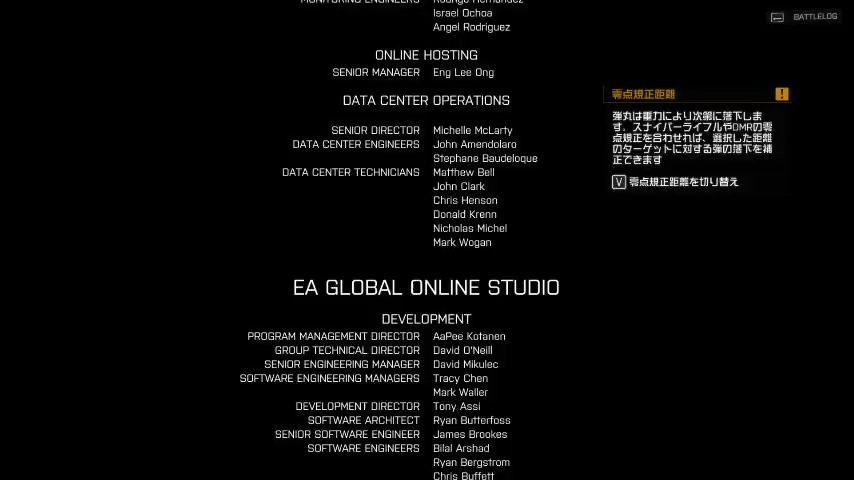 MONITORING ENGINEERS Rodrigo Hernandez
Israel Ochoa
Angel Rodriguez
BATTLELOG
ONLINE HOSTING
SENIOR MANAGER Eng Lee Ong
DATA CENTER OPERATIONS
SENIOR DIRECTOR Michelle McLarty
DATA CENTER ENGINEERS John Amendolaro
Stephane Baudeloque
DATA CENTER TECHNICIANS Matthew Bell
John Clark
Chris Henson
Donald Krenn
Nicholas Michel
Mark Wogan
零点規正距離 !
弾丸は重力により次第に落下しま
す。スナイパーライフルやDMRの零
点規正を合わせれば、選択した距離
のターゲットに対する弾の落下を補
正できます
V 零点規正距離を切り替え
EA GLOBAL ONLINE STUDIO
DEVELOPMENT
PROGRAM MANAGEMENT DIRECTOR AaPee Kotanen
GROUP TECHNICAL DIRECTOR David O'Neill
SENIOR ENGINEERING MANAGER David Mikulec
SOFTWARE ENGINEERING MANAGERS Tracy Chen
Mark Waller
DEVELOPMENT DIRECTOR Tony Assi
SOFTWARE ARCHITECT Ryan Butterfoss
SENIOR SOFTWARE ENGINEER James Brookes
SOFTWARE ENGINEERS Bilal Arshad
Ryan Bergstrom
Chris Buffett